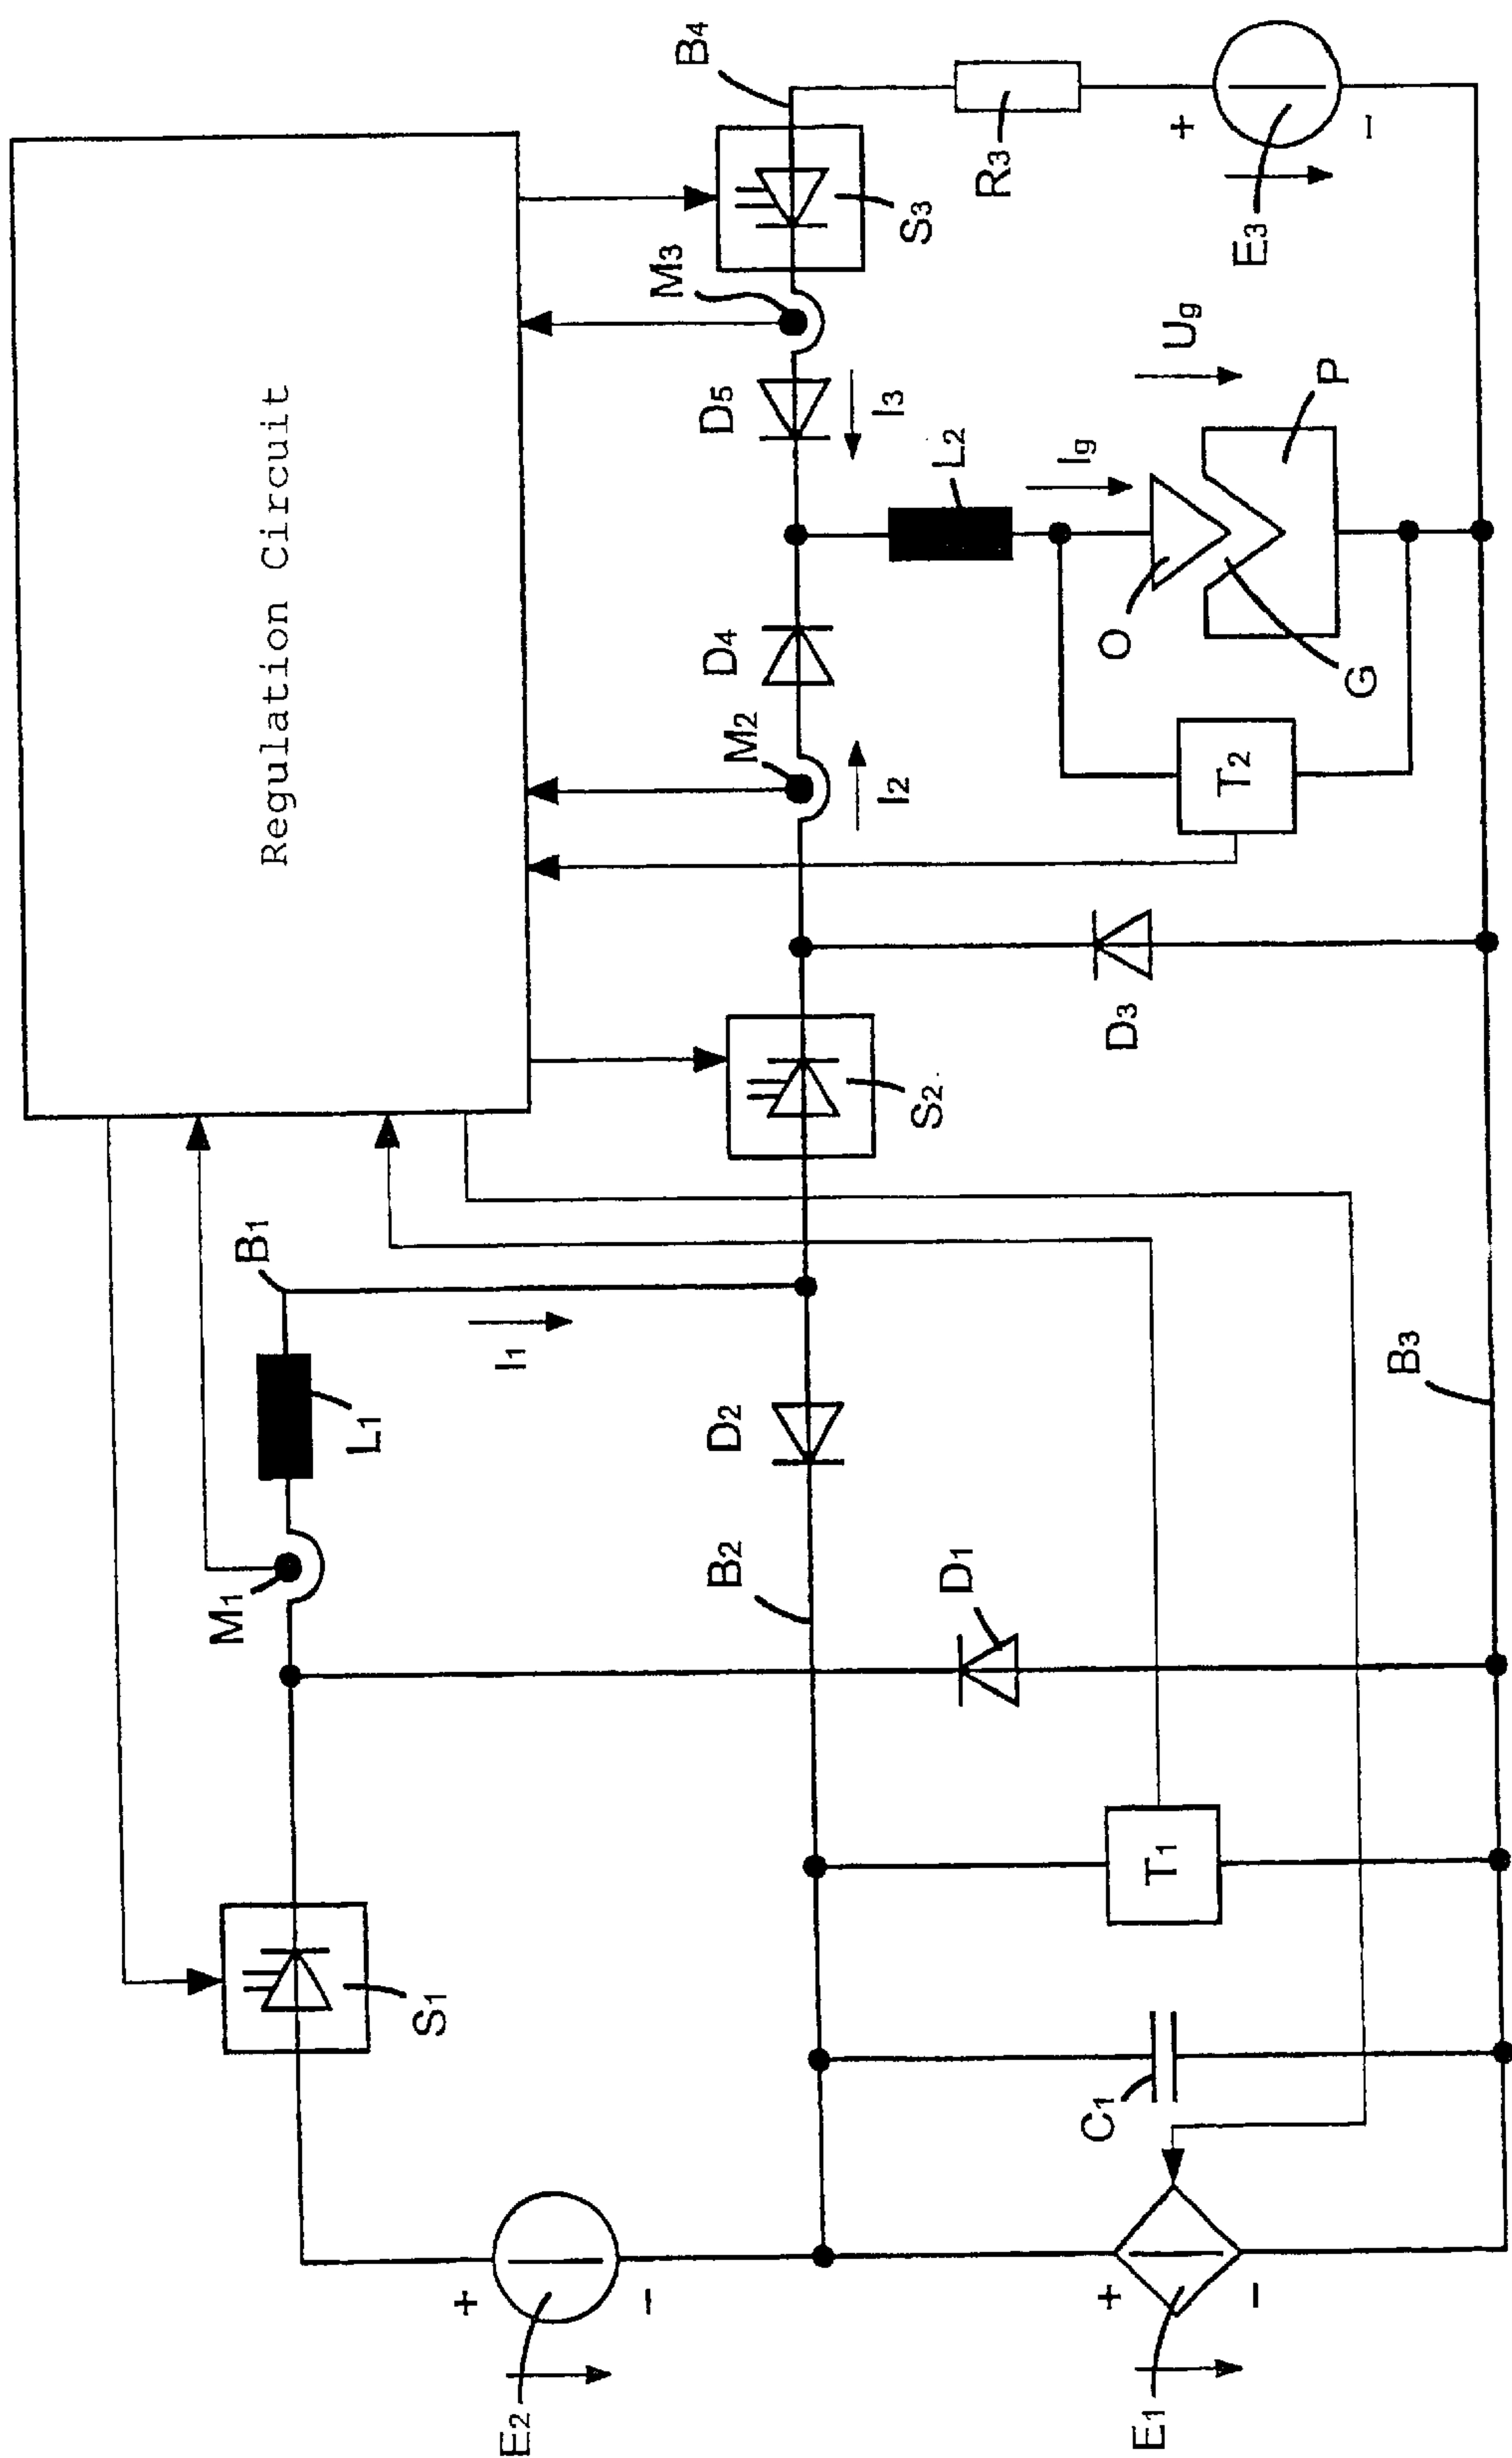 Regulation Circuit
B4
S3
M3
R3
+
−
E3
D5
I3
L2
Ig
Ug
P
O
G
D4
M2
I2
T2
S2
D3
B1
I1
L1
M1
D2
B2
D1
B3
S1
T1
C1
+
−
E2
+
−
E1